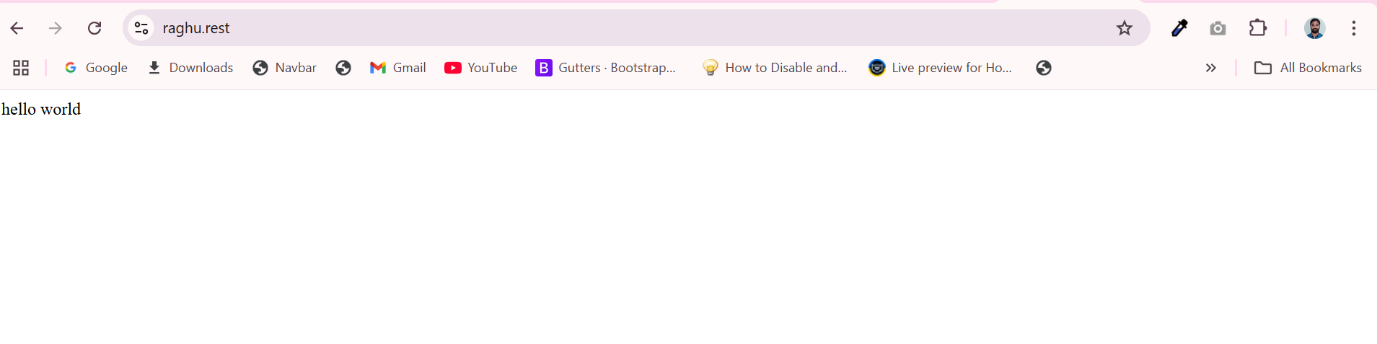 raghu.rest
Google Downloads Navbar Gmail YouTube Gutters · Bootstrap... How to Disable and... Live preview for Ho... » All Bookmarks
hello world